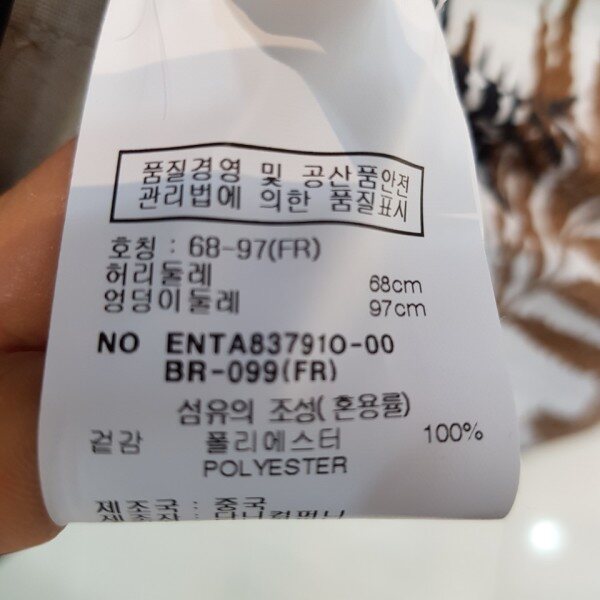 품질경영 및 공산품안전
관리법에 의한 품질표시
호칭 : 68-97(FR)
허리둘레 68cm
엉덩이둘레 97cm
NO ENTA837910-00
BR-099(FR)
섬유의 조성(혼용률)
겉감 폴리에스터 100%
POLYESTER
제조국 : 중국